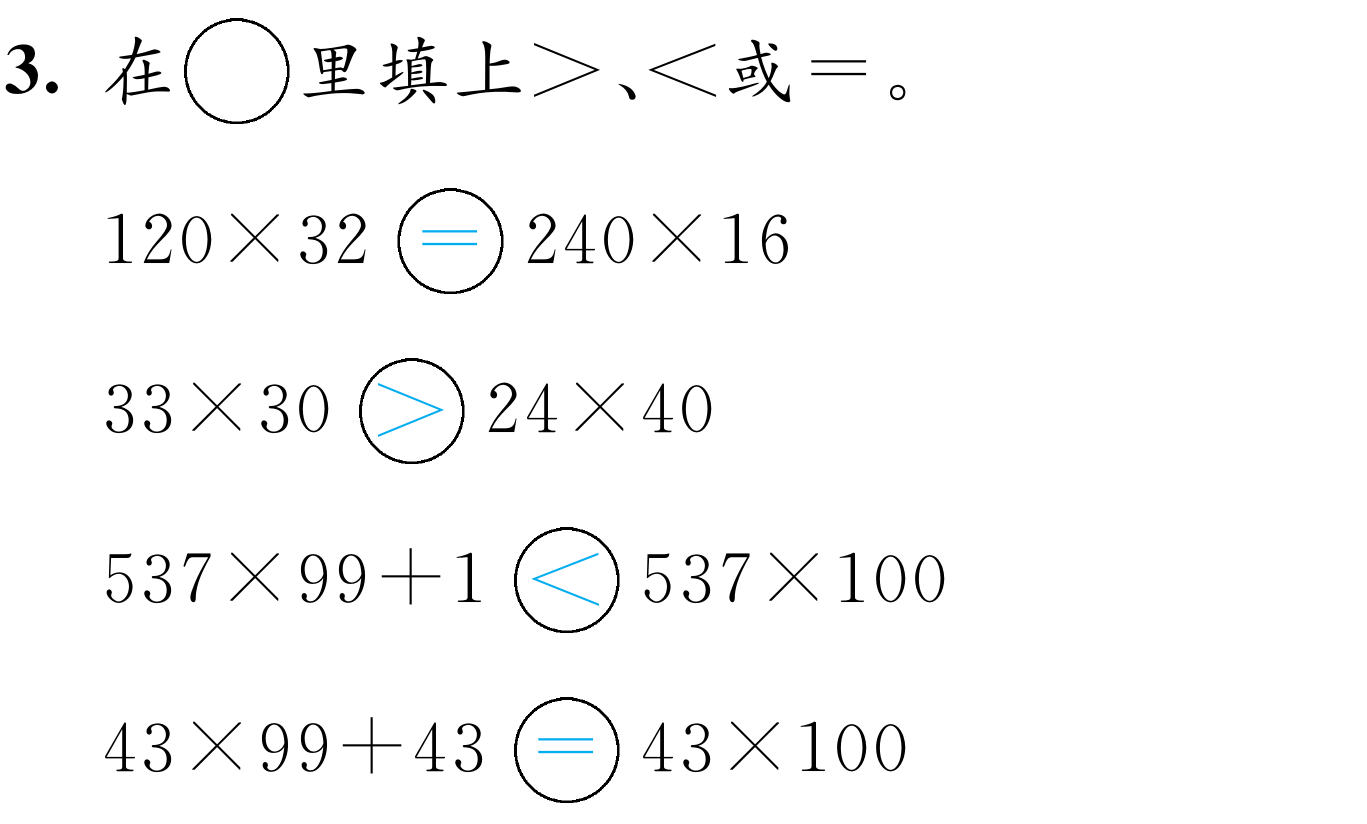 3. 在○里填上>、<或=。
120×32 = 240×16
33×30 > 24×40
537×99+1 < 537×100
43×99+43 = 43×100